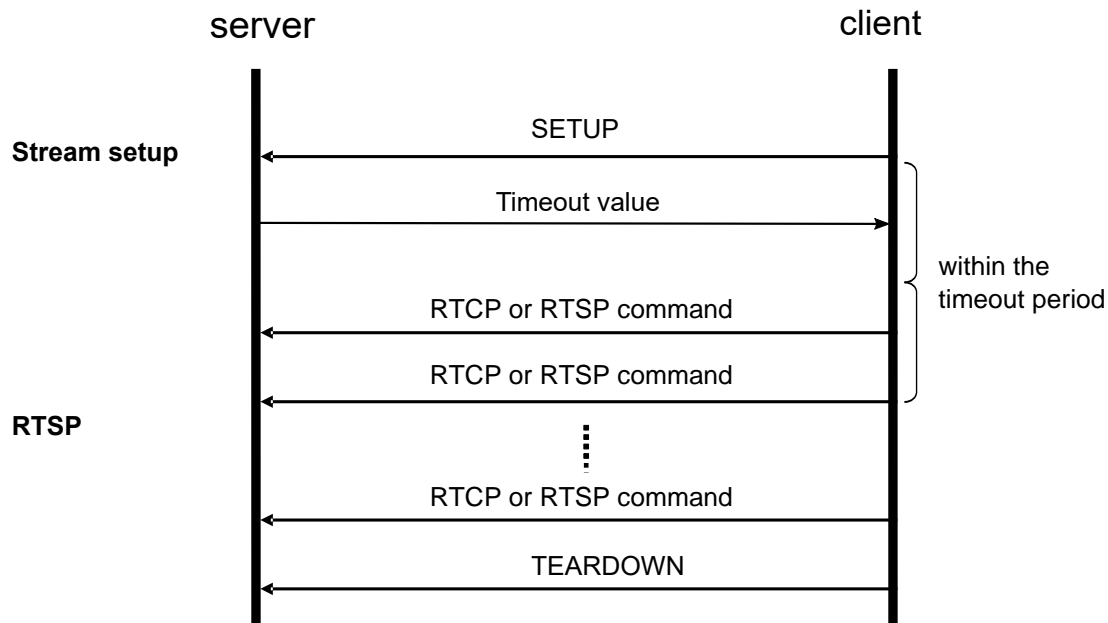 server
client
SETUP
Stream setup
Timeout value
within the
timeout period
RTCP or RTSP command
RTCP or RTSP command
RTSP
RTCP or RTSP command
TEARDOWN